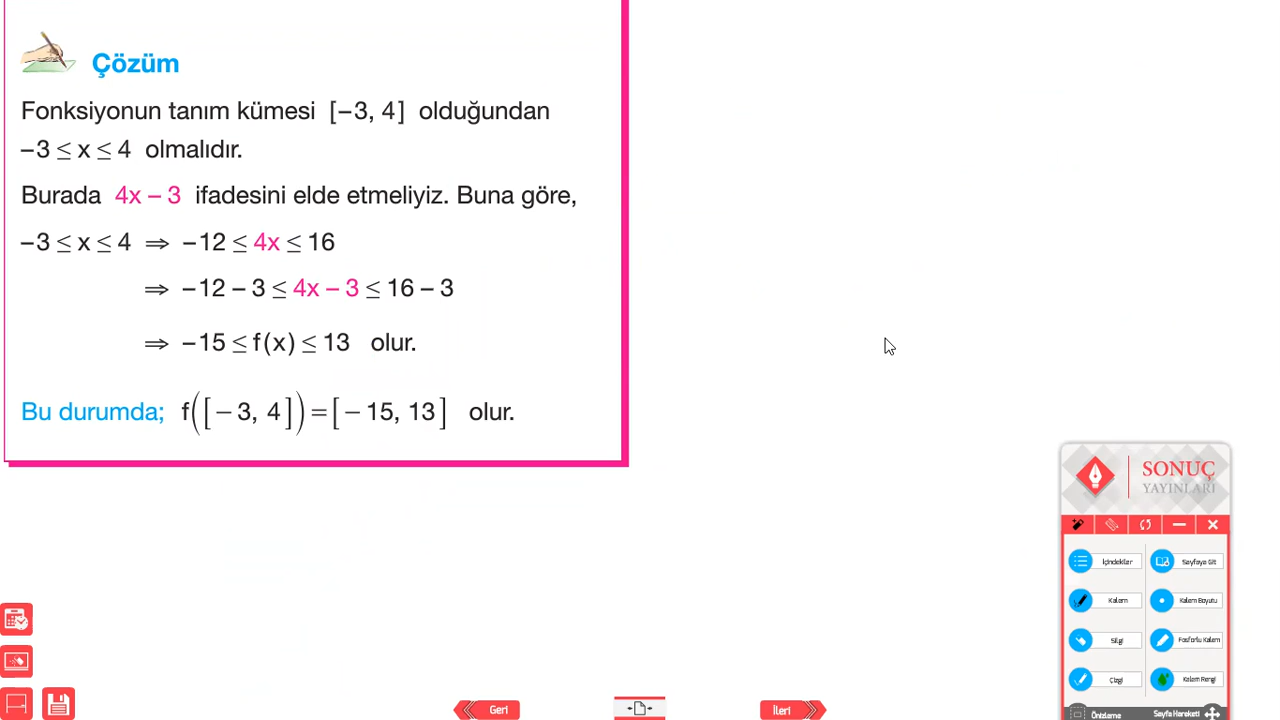 Çözüm
Fonksiyonun tanım kümesi [−3, 4] olduğundan
−3 ≤ x ≤ 4 olmalıdır.
Burada 4x − 3 ifadesini elde etmeliyiz. Buna göre,
−3 ≤ x ≤ 4 ⇒ −12 ≤ 4x ≤ 16
⇒ −12 − 3 ≤ 4x − 3 ≤ 16 − 3
⇒ −15 ≤ f(x) ≤ 13 olur.
Bu durumda; f([−3, 4]) = [−15, 13] olur.
SONUÇ
YAYINLARI
İçindekiler
Sayfaya Git
Kalem
Kalem Boyutu
Silgi
Fosforlu Kalem
Çizgi
Kalem Rengi
Önizleme
Sayfa Hareketi
Geri
İleri